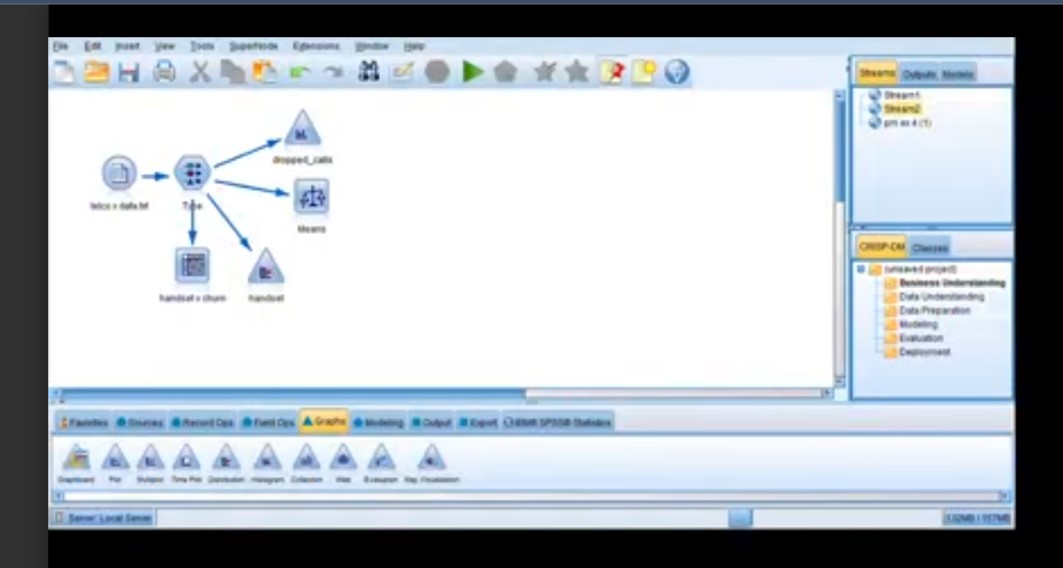 File Edit Insert View Tools SuperNode Extensions Window Help
Streams Outputs Models
Stream1
Stream2
pm ex 4 (1)
dropped_calls
telco x data.txt
Type
Means
handset x churn
handset
CRISP-DM Classes
(unsaved project)
Business Understanding
Data Understanding
Data Preparation
Modeling
Evaluation
Deployment
Favorites Sources Record Ops Field Ops Graphs Modeling Output Export IBM® SPSS® Statistics
Graphboard Plot Multiplot Time Plot Distribution Histogram Collection Web Evaluation Map Visualization
Server: Local Server